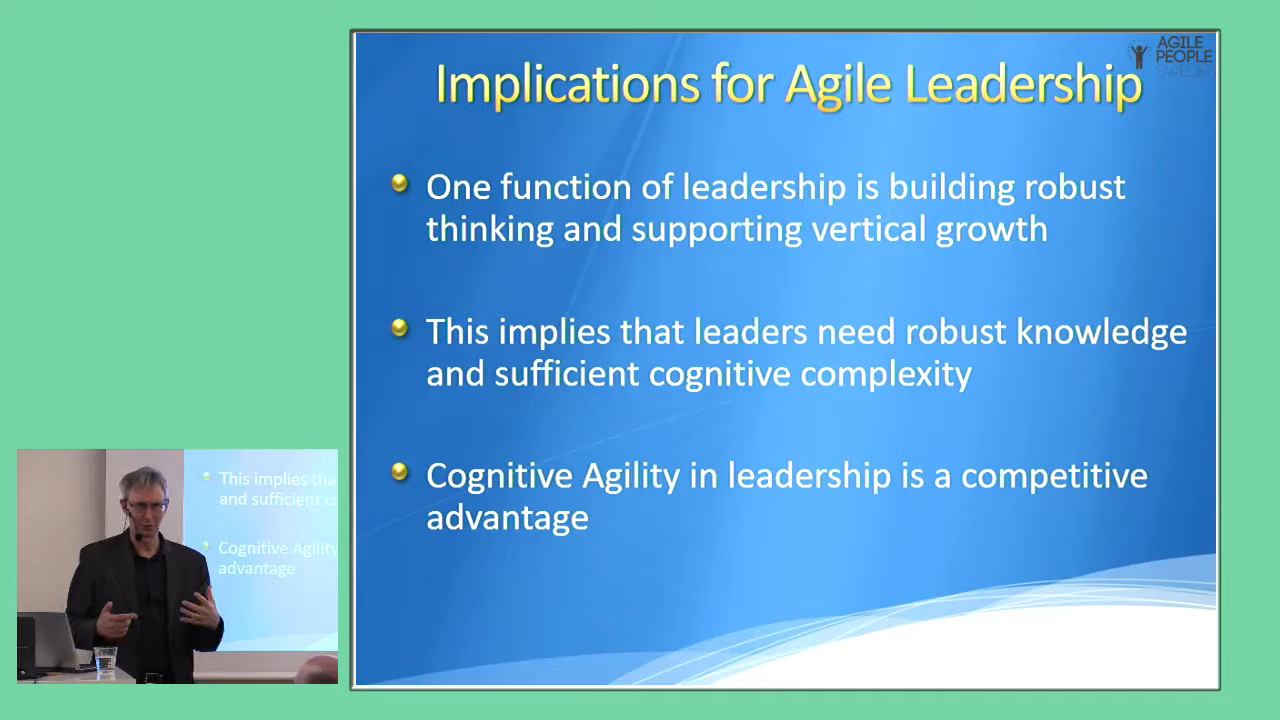 AGILE
PEOPLE
SWEDEN
Implications for Agile Leadership
One function of leadership is building robust
thinking and supporting vertical growth
This implies that leaders need robust knowledge
and sufficient cognitive complexity
Cognitive Agility in leadership is a competitive
advantage
This implies tha
and sufficient c
Cognitive Agility
advantage